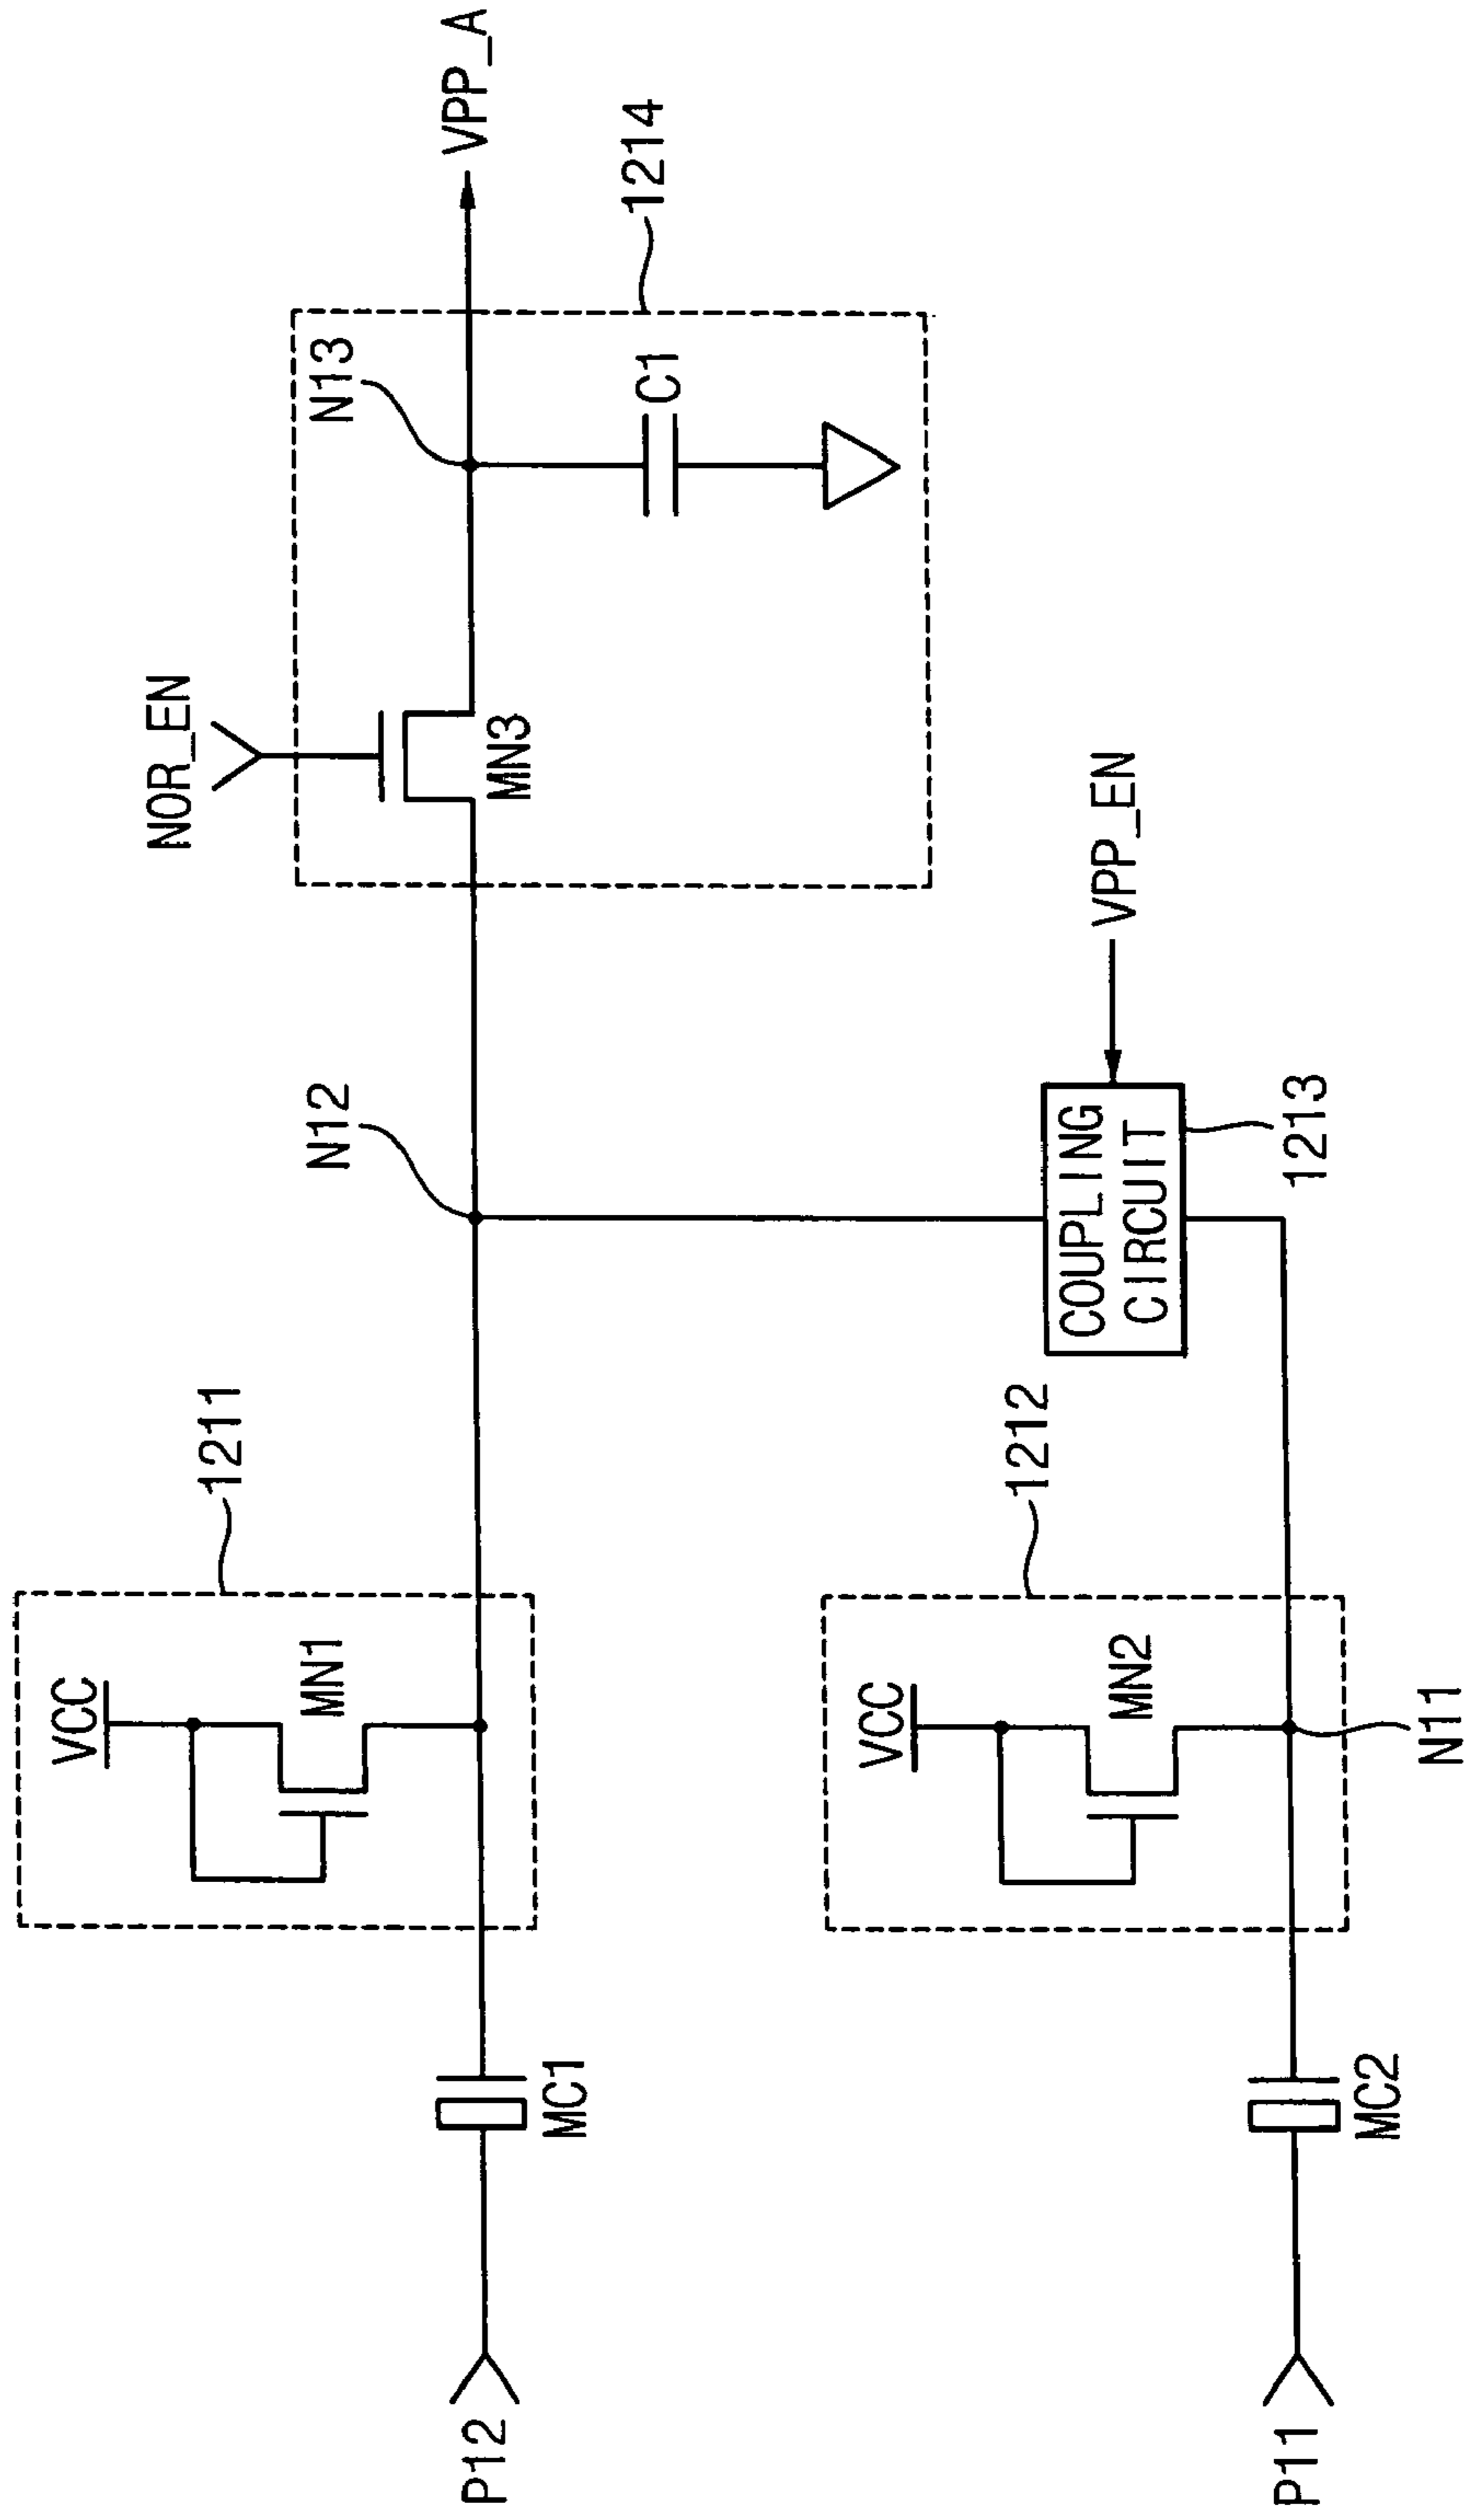 VCC
1211
MN1
N12
NOR_EN
N13
VPP_A
MN3
C1
1214
P12
MC1
VCC
1212
MN2
COUPLING
CIRCUIT
VPP_EN
1213
P11
MC2
N11